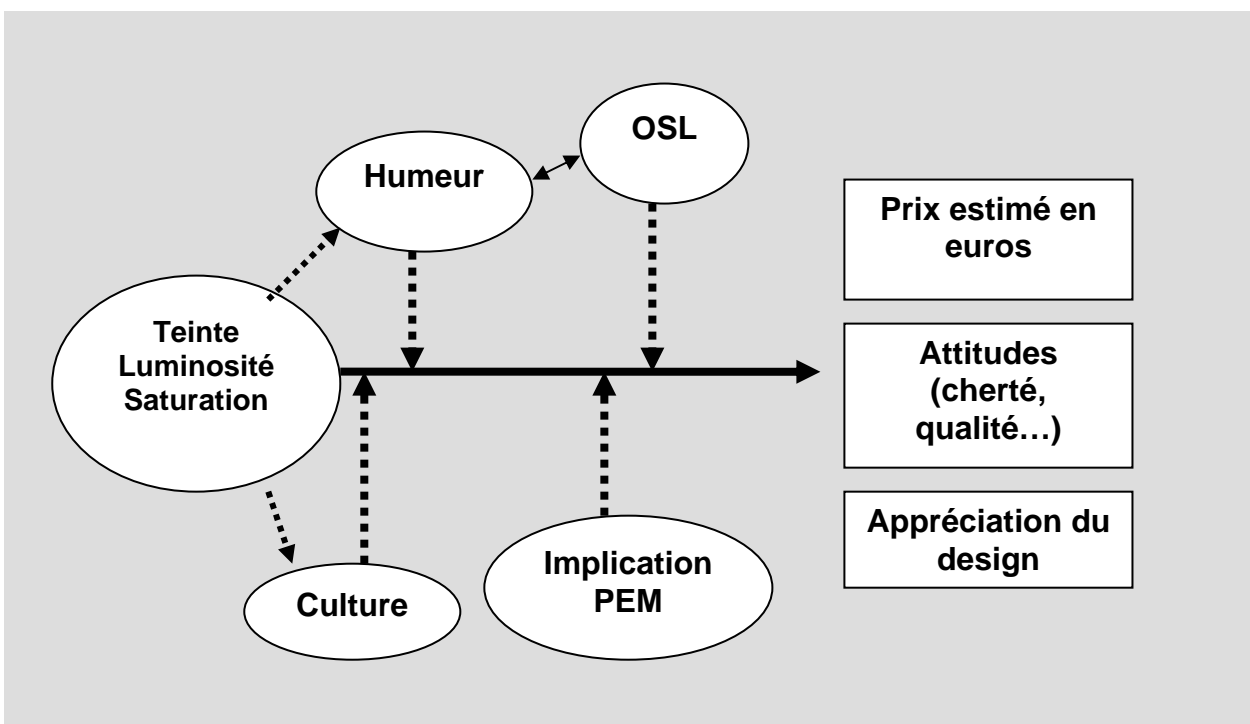 OSL
Humeur
Prix estimé en
euros
Teinte
Luminosité
Saturation
Attitudes
(cherté,
qualité…)
Appréciation du
design
Implication
PEM
Culture